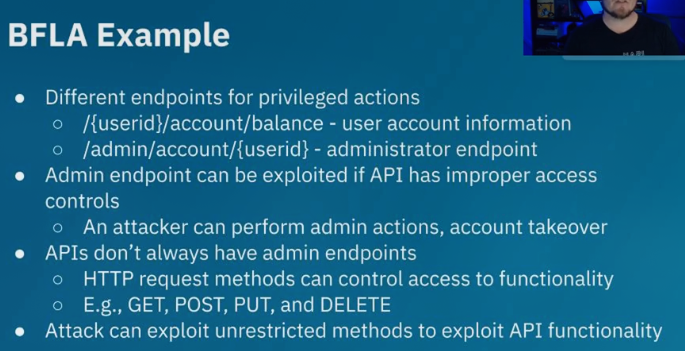 BFLA Example
● Different endpoints for privileged actions
○ /{userid}/account/balance - user account information
○ /admin/account/{userid} - administrator endpoint
● Admin endpoint can be exploited if API has improper access
controls
○ An attacker can perform admin actions, account takeover
● APIs don’t always have admin endpoints
○ HTTP request methods can control access to functionality
○ E.g., GET, POST, PUT, and DELETE
● Attack can exploit unrestricted methods to exploit API functionality